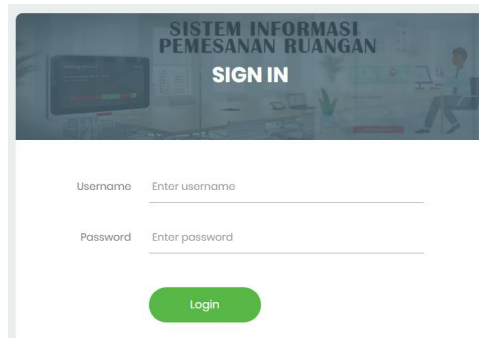 SISTEM INFORMASI
PEMESANAN RUANGAN
SIGN IN
Username Enter username
Password Enter password
Login